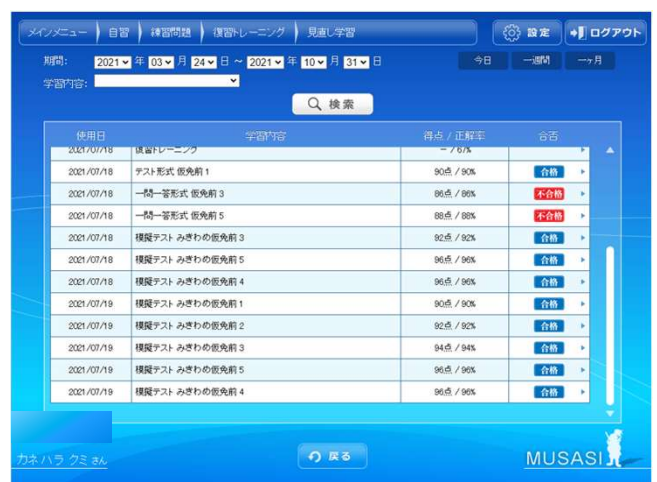 メインメニュー 自習 練習問題 復習トレーニング 見直し学習 設定 ログアウト
期間: 2021 年 03 月 24 日 ～ 2021 年 10 月 31 日 今日 一週間 一ヶ月
学習内容:
検索
使用日 学習内容 得点 / 正解率 合否
2021/07/18 復習トレーニング － / 67%
2021/07/18 テスト形式 仮免前 1 90点 / 90% 合格
2021/07/18 一問一答形式 仮免前 3 86点 / 86% 不合格
2021/07/18 一問一答形式 仮免前 5 88点 / 88% 不合格
2021/07/18 模擬テスト みきわめ仮免前 3 92点 / 92% 合格
2021/07/18 模擬テスト みきわめ仮免前 5 96点 / 96% 合格
2021/07/18 模擬テスト みきわめ仮免前 4 96点 / 96% 合格
2021/07/19 模擬テスト みきわめ仮免前 1 90点 / 90% 合格
2021/07/19 模擬テスト みきわめ仮免前 2 92点 / 92% 合格
2021/07/19 模擬テスト みきわめ仮免前 3 94点 / 94% 合格
2021/07/19 模擬テスト みきわめ仮免前 5 96点 / 96% 合格
2021/07/19 模擬テスト みきわめ仮免前 4 96点 / 96% 合格
カネハラ クミ さん 戻る MUSASI